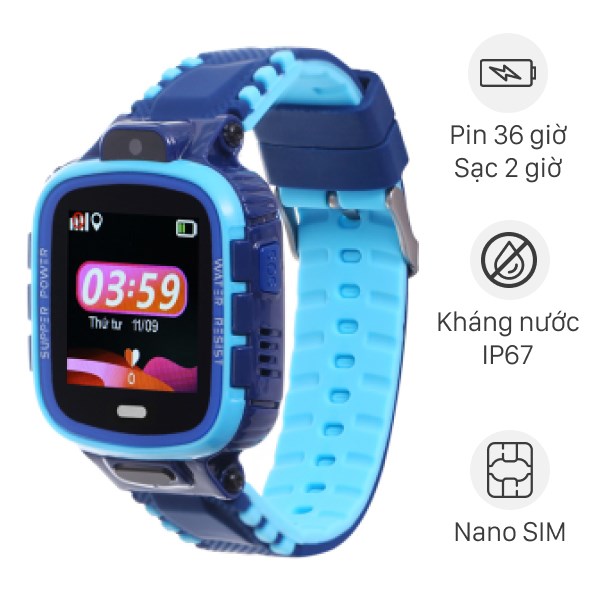 Pin 36 giờ
Sạc 2 giờ
03:59
Thứ tư 11/09
0
SUPPER POWER
WATER RESIST
SOS
Kháng nước
IP67
Nano SIM